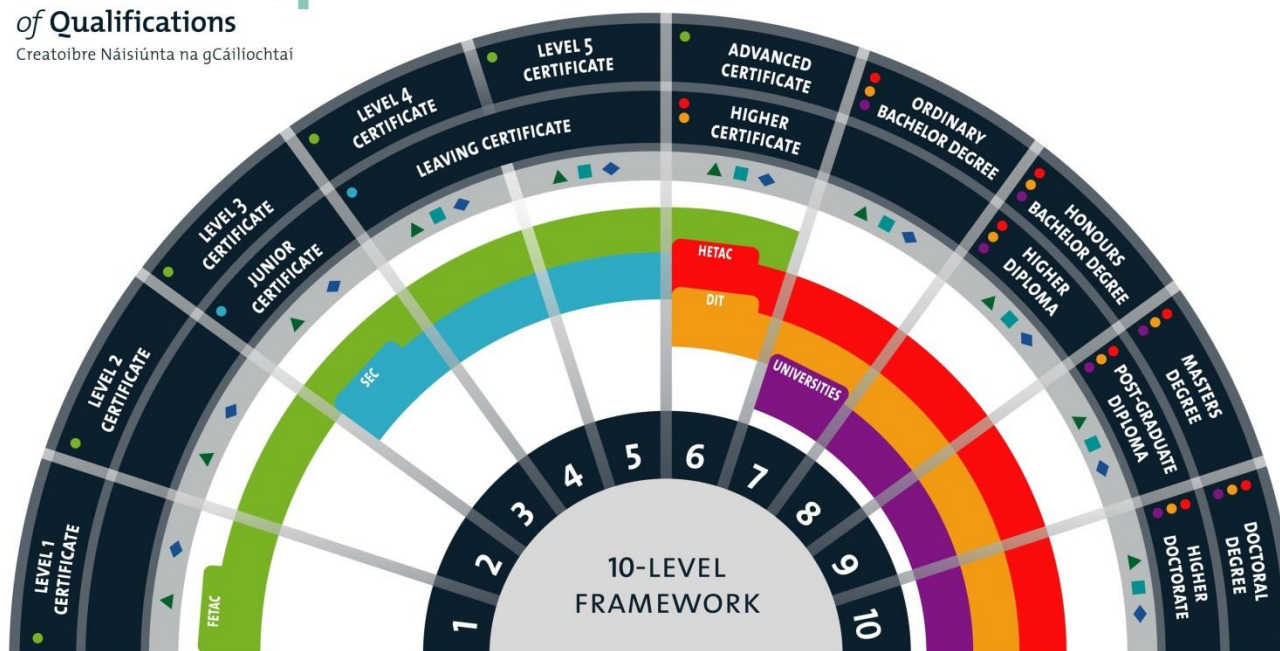 of Qualifications
Creatoibre Náisiúnta na gCáilíochtaí
LEVEL 1
CERTIFICATE
LEVEL 2
CERTIFICATE
LEVEL 3
CERTIFICATE
LEVEL 4
CERTIFICATE
LEVEL 5
CERTIFICATE
ADVANCED
CERTIFICATE
ORDINARY
BACHELOR DEGREE
HONOURS
BACHELOR DEGREE
MASTERS
DEGREE
DOCTORAL
DEGREE
JUNIOR
CERTIFICATE
LEAVING CERTIFICATE
HIGHER
CERTIFICATE
HIGHER
DIPLOMA
POST-GRADUATE
DIPLOMA
HIGHER
DOCTORATE
FETAC
SEC
HETAC
DIT
UNIVERSITIES
1
2
3
4
5
6
7
8
9
10
10-LEVEL
FRAMEWORK